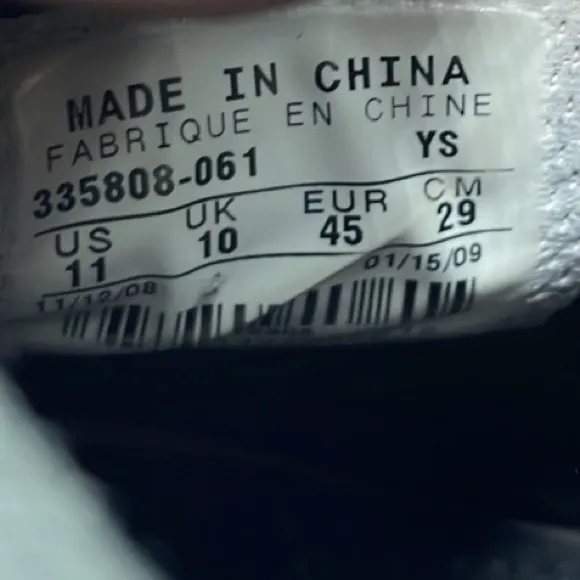 MADE IN CHINA
FABRIQUE EN CHINE
335808-061 YS
US UK EUR CM
11 10 45 29
11/12/08 01/15/09